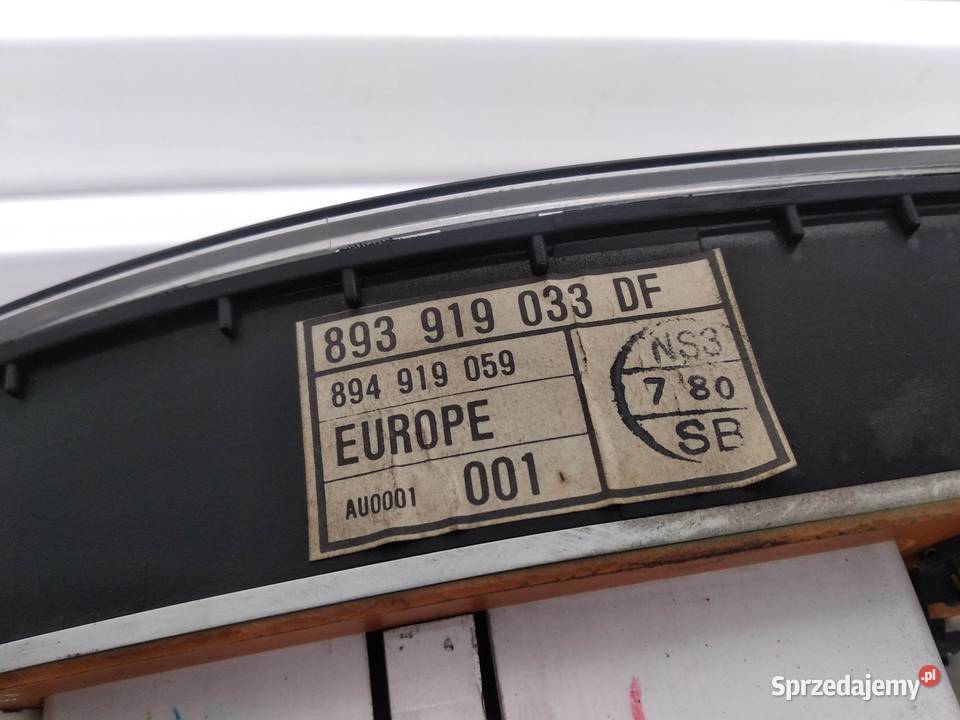 893 919 033 DF
894 919 059
EUROPE
AU0001 001
NS3
7 80
SB
Sprzedajemy.pl